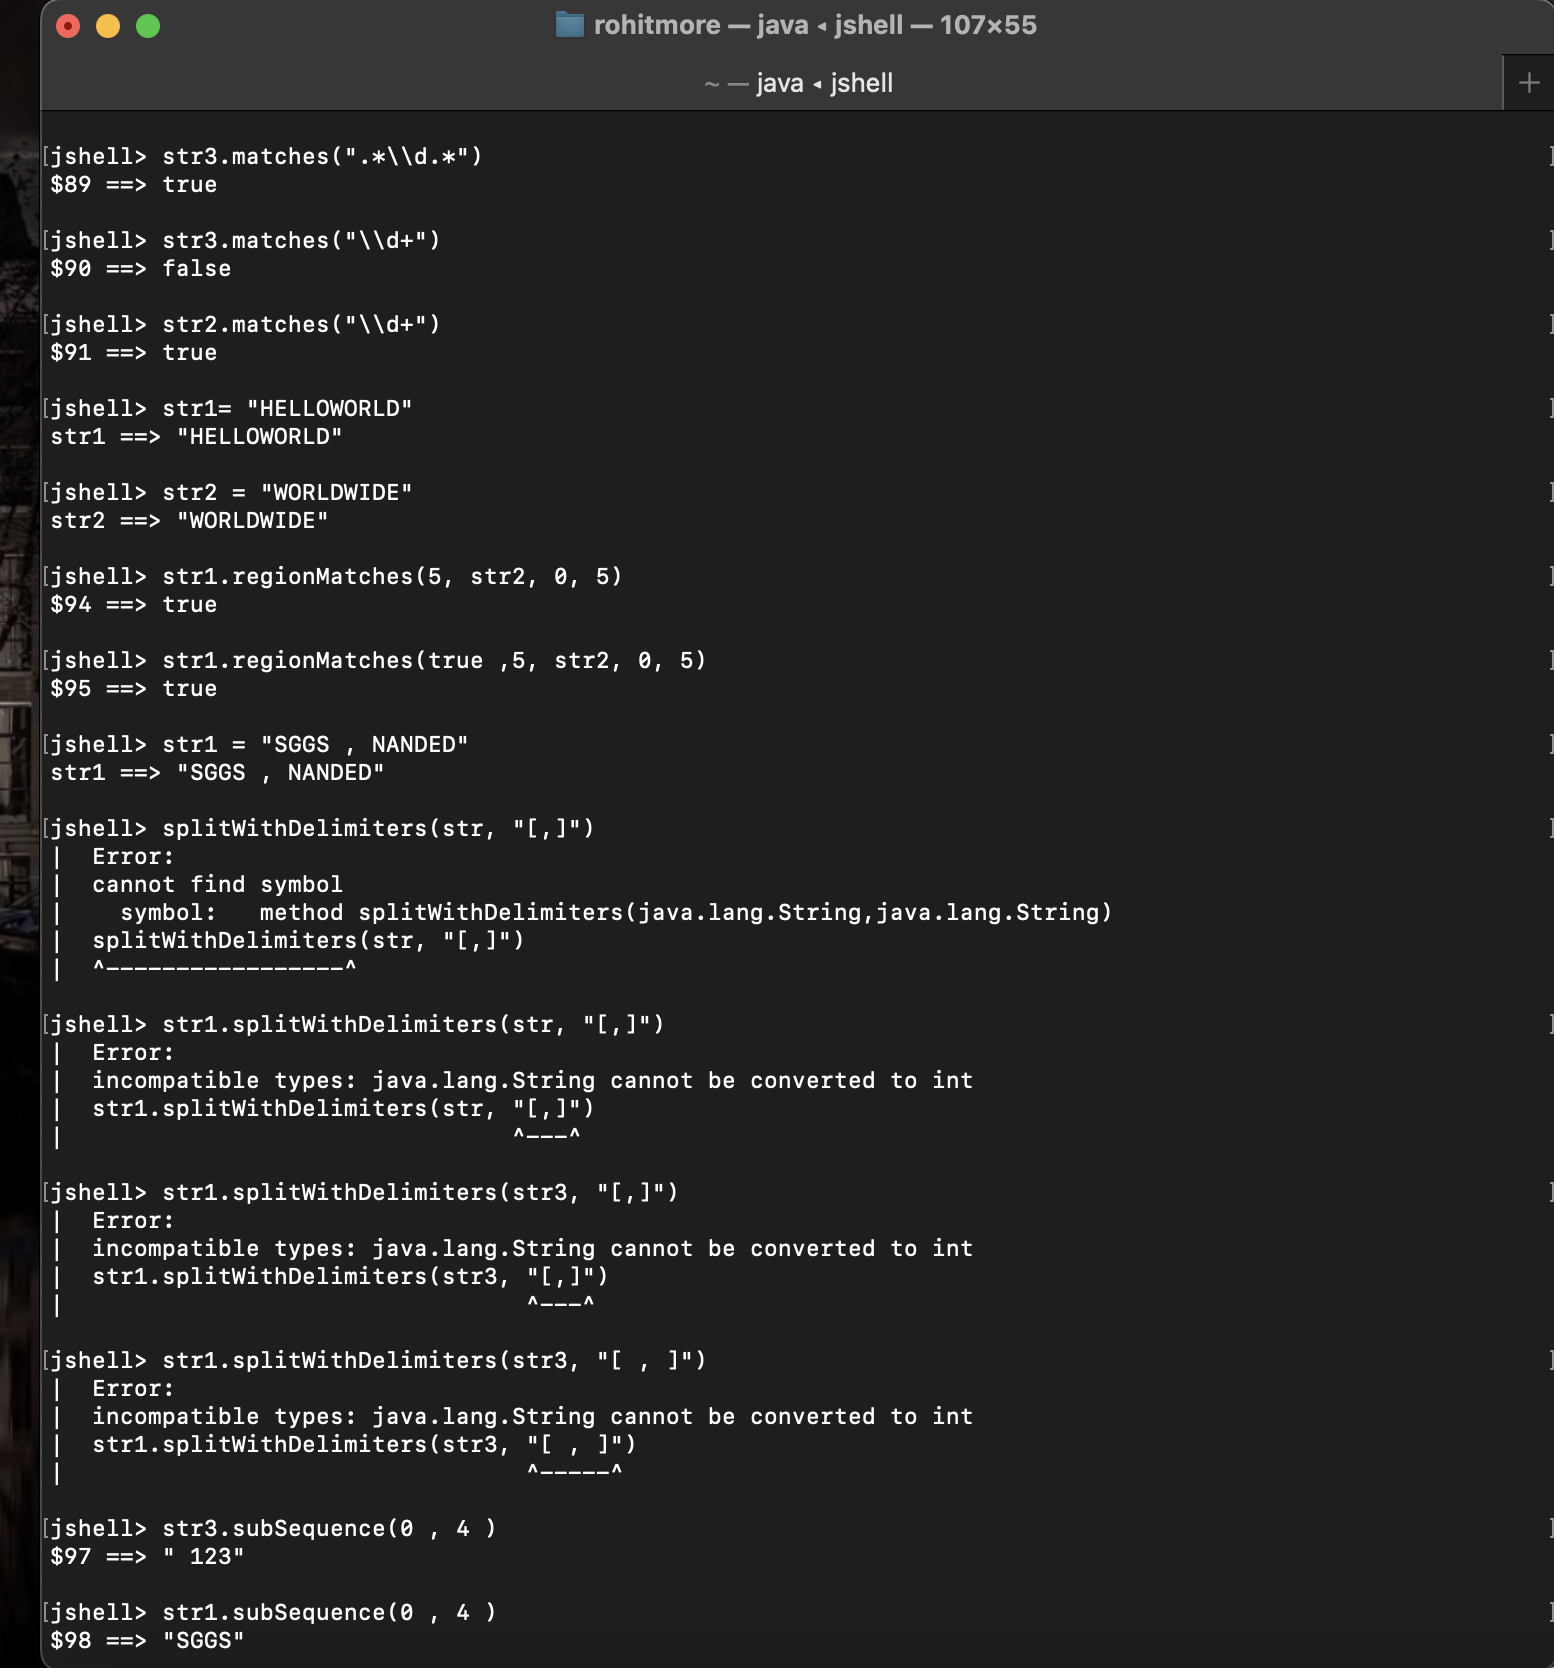 rohitmore — java ◂ jshell — 107×55
~ — java ◂ jshell
+
[jshell> str3.matches(".*\\d.*") ]
$89 ==> true
[jshell> str3.matches("\\d+") ]
$90 ==> false
[jshell> str2.matches("\\d+") ]
$91 ==> true
[jshell> str1= "HELLOWORLD" ]
str1 ==> "HELLOWORLD"
[jshell> str2 = "WORLDWIDE" ]
str2 ==> "WORLDWIDE"
[jshell> str1.regionMatches(5, str2, 0, 5) ]
$94 ==> true
[jshell> str1.regionMatches(true ,5, str2, 0, 5) ]
$95 ==> true
[jshell> str1 = "SGGS , NANDED" ]
str1 ==> "SGGS , NANDED"
[jshell> splitWithDelimiters(str, "[,]") ]
|  Error:
|  cannot find symbol
|    symbol:   method splitWithDelimiters(java.lang.String,java.lang.String)
|  splitWithDelimiters(str, "[,]")
|  ^-----------------^
[jshell> str1.splitWithDelimiters(str, "[,]") ]
|  Error:
|  incompatible types: java.lang.String cannot be converted to int
|  str1.splitWithDelimiters(str, "[,]")
|                                ^---^
[jshell> str1.splitWithDelimiters(str3, "[,]") ]
|  Error:
|  incompatible types: java.lang.String cannot be converted to int
|  str1.splitWithDelimiters(str3, "[,]")
|                                 ^---^
[jshell> str1.splitWithDelimiters(str3, "[ , ]") ]
|  Error:
|  incompatible types: java.lang.String cannot be converted to int
|  str1.splitWithDelimiters(str3, "[ , ]")
|                                 ^-----^
[jshell> str3.subSequence(0 , 4 ) ]
$97 ==> " 123"
[jshell> str1.subSequence(0 , 4 ) ]
$98 ==> "SGGS"